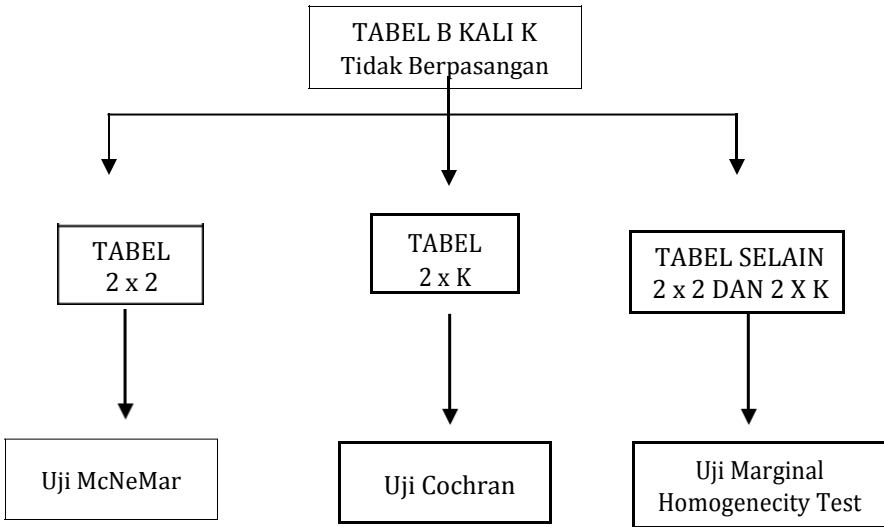 TABEL B KALI K
Tidak Berpasangan
TABEL
2 x 2
TABEL
2 x K
TABEL SELAIN
2 x 2 DAN 2 X K
Uji McNeMar
Uji Cochran
Uji Marginal
Homogenecity Test